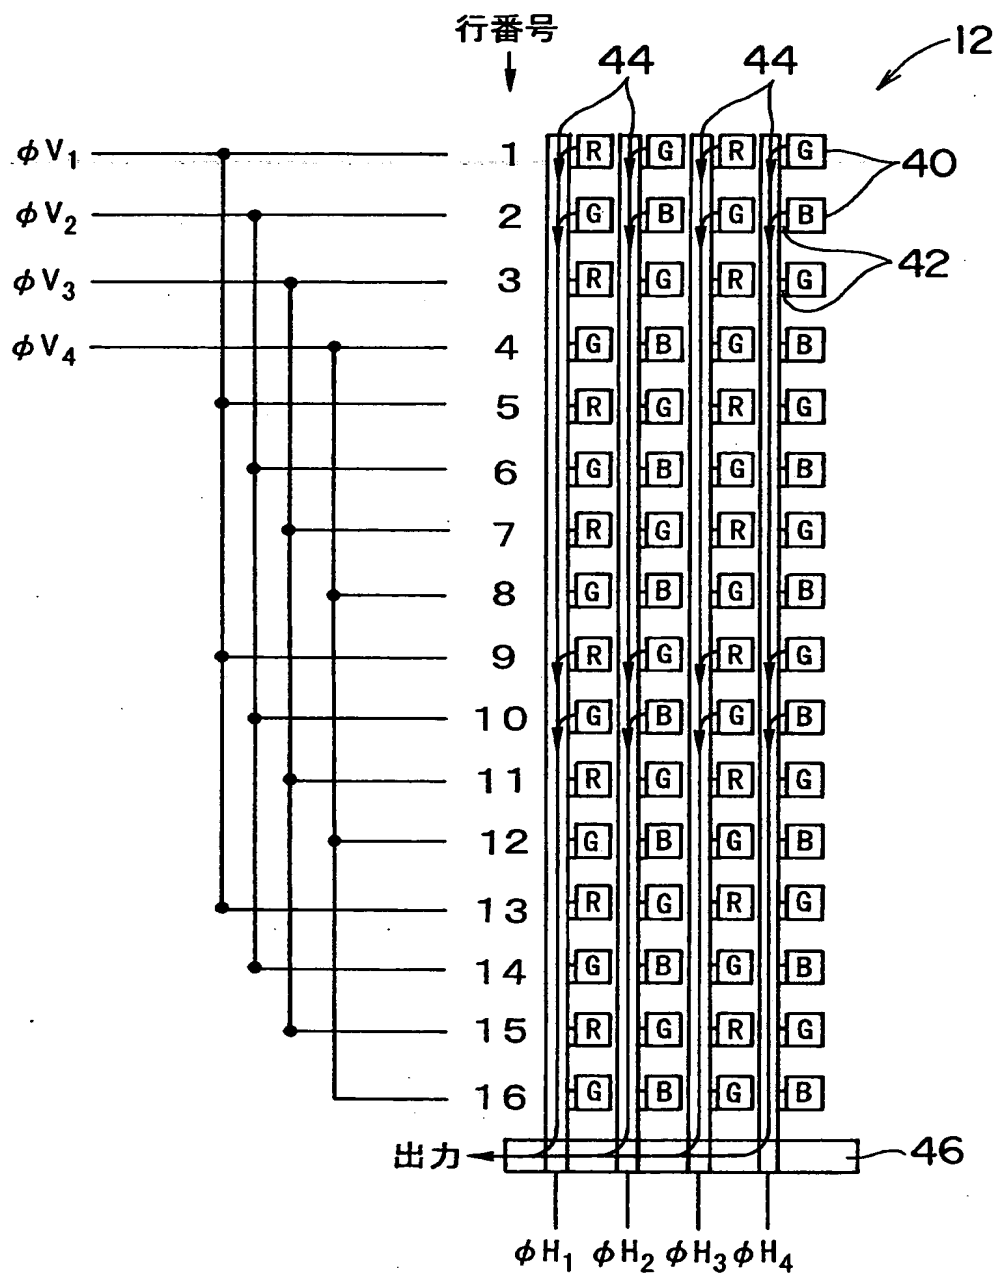 行番号
44 44 12
φV1 1 R G R G 40
φV2 2 G B G B
φV3 3 R G R G 42
φV4 4 G B G B
5 R G R G
6 G B G B
7 R G R G
8 G B G B
9 R G R G
10 G B G B
11 R G R G
12 G B G B
13 R G R G
14 G B G B
15 R G R G
16 G B G B
出力 46
φH1 φH2 φH3 φH4